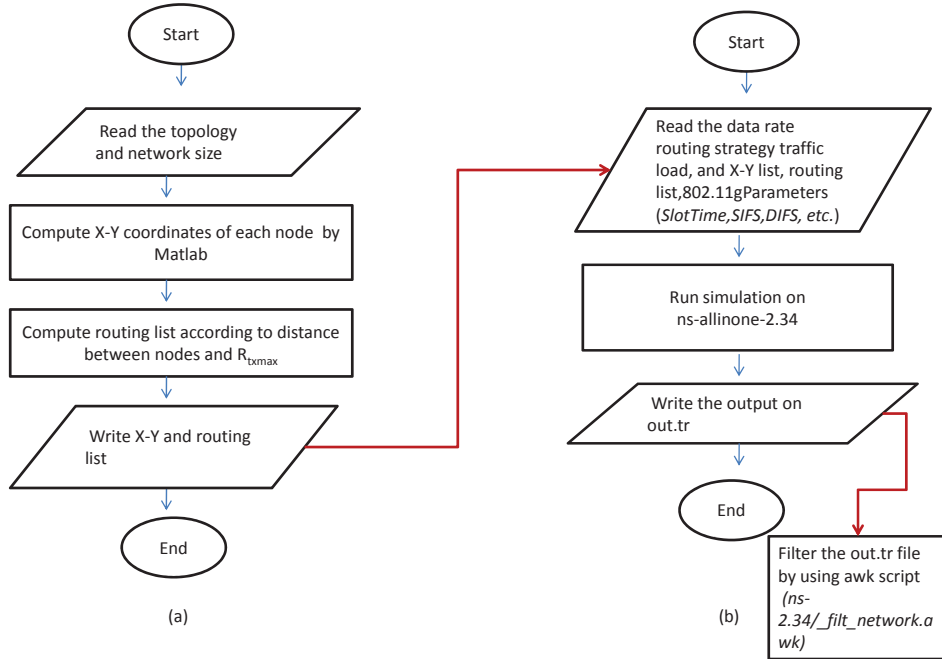 Start
Read the topology
and network size
Compute X-Y coordinates of each node by
Matlab
Compute routing list according to distance
between nodes and Rtxmax
Write X-Y and routing
list
End
(a)
Start
Read the data rate
routing strategy traffic
load, and X-Y list, routing
list,802.11gParameters
(SlotTime,SIFS,DIFS, etc.)
Run simulation on
ns-allinone-2.34
Write the output on
out.tr
End
Filter the out.tr file
by using awk script
(ns-
2.34/_filt_network.a
wk)
(b)